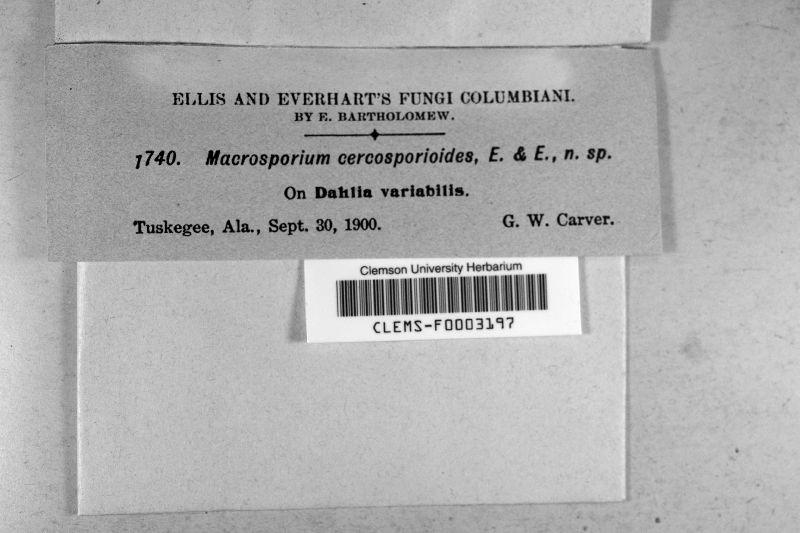 ELLIS AND EVERHART'S FUNGI COLUMBIANI.
BY E. BARTHOLOMEW.
1740. Macrosporium cercosporioides, E. & E., n. sp.
On Dahlia variabilis.
Tuskegee, Ala., Sept. 30, 1900. G. W. Carver.
Clemson University Herbarium
CLEMS-F0003197